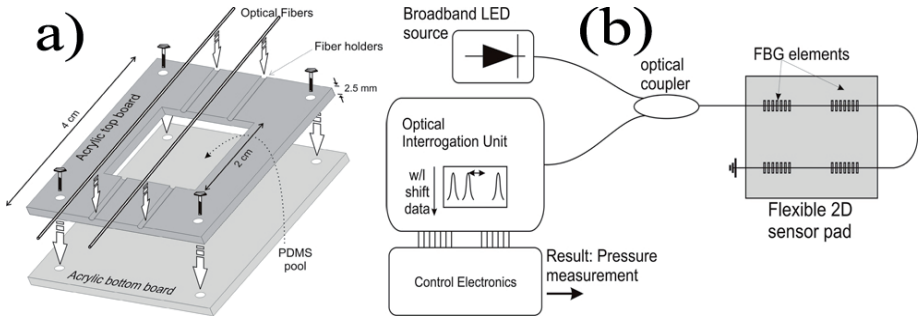 a)
Optical Fibers
Fiber holders
2.5 mm
4 cm
Acrylic top board
2 cm
PDMS
pool
Acrylic bottom board
(b)
Broadband LED
source
optical
coupler
FBG elements
Optical
Interrogation Unit
w/l
shift
data
Flexible 2D
sensor pad
Control Electronics
Result: Pressure
measurement